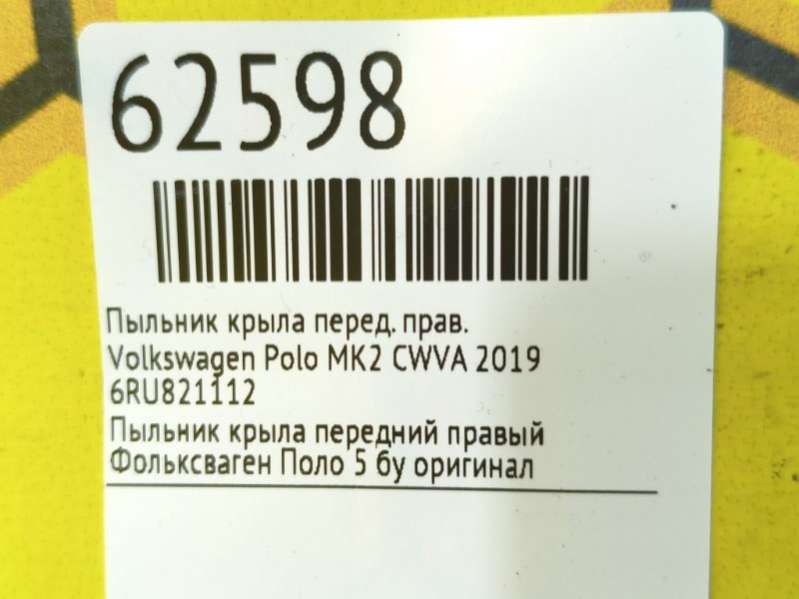 62598
Пыльник крыла перед. прав.
Volkswagen Polo MK2 CWVA 2019
6RU821112
Пыльник крыла передний правый
Фольксваген Поло 5 бу оригинал